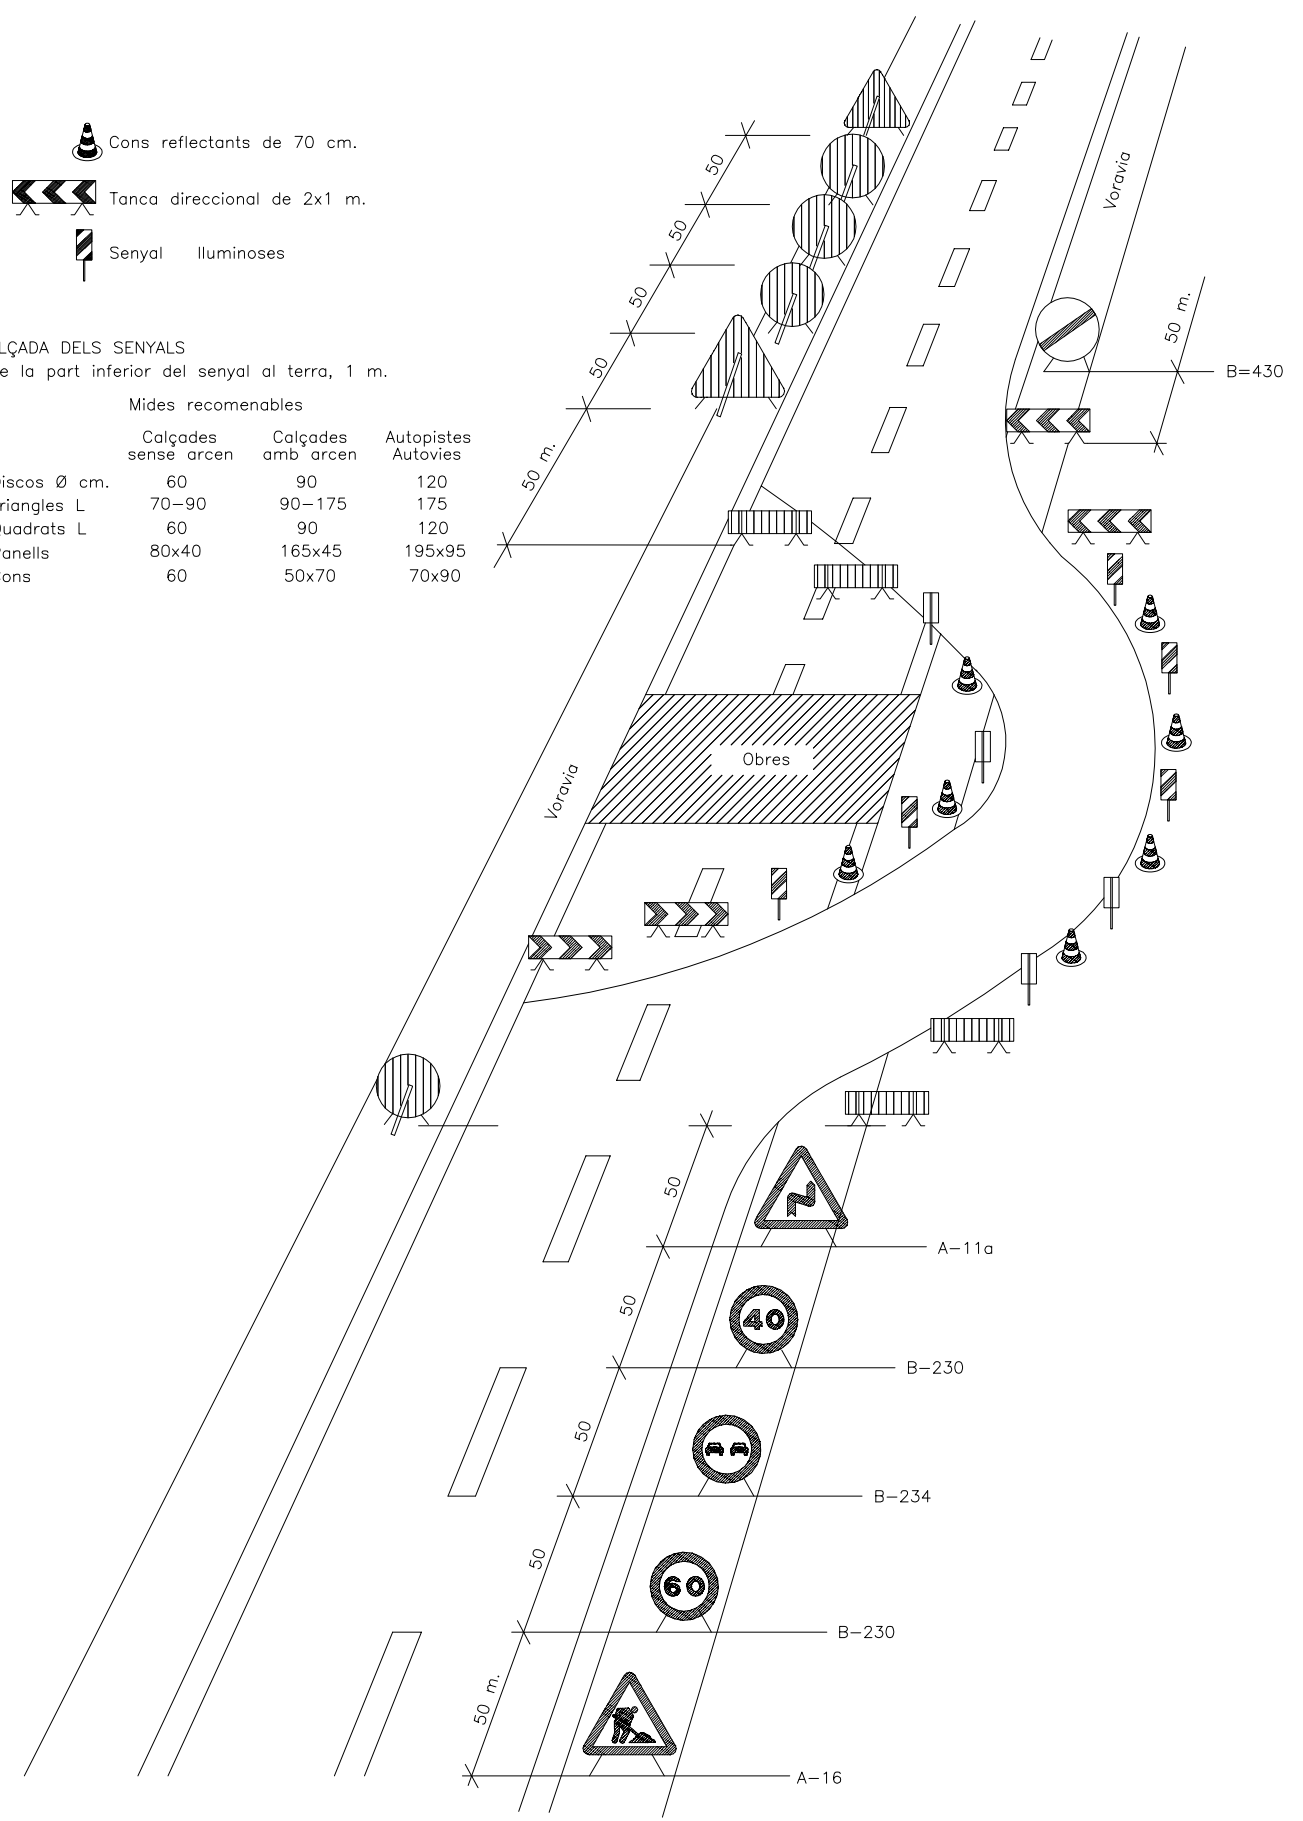 Cons reflectants de 70 cm.
Tanca direccional de 2x1 m.
Senyal lluminoses
LÇADA DELS SENYALS
e la part inferior del senyal al terra, 1 m.
Mides recomenables
Calçades sense arcen
Calçades amb arcen
Autopistes Autovies
iscos Ø cm. 60 90 120
riangles L 70-90 90-175 175
uadrats L 60 90 120
anells 80x40 165x45 195x95
ons 60 50x70 70x90
50
50
50
50
50 m.
Voravia
50 m.
B=430
Obres
Voravia
50
A-11a
50
40
B-230
50
B-234
50
60
B-230
50 m.
A-16